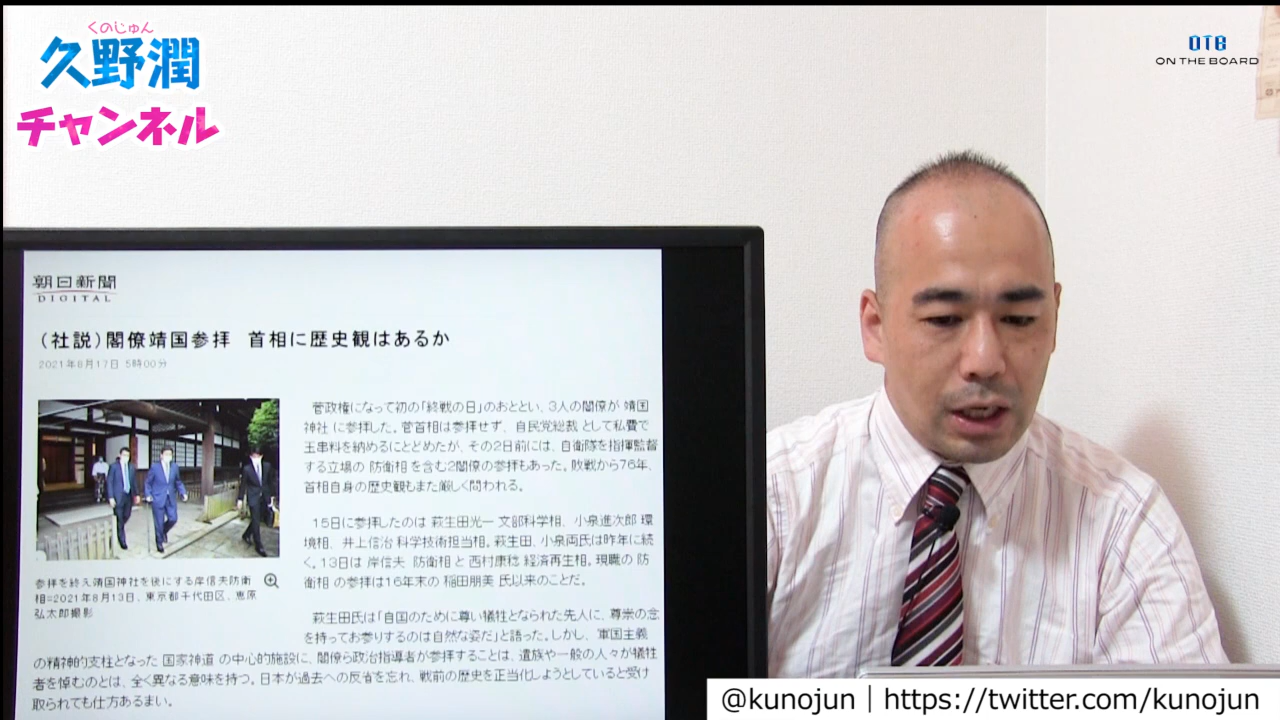 くのじゅん
久野潤
チャンネル
OTB
ON THE BOARD
朝日新聞
DIGITAL
（社説）閣僚靖国参拝 首相に歴史観はあるか
2021年8月17日 5時00分
菅政権になって初の「終戦の日」のおととい、3人の閣僚が 靖国
神社 に参拝した。菅首相は参拝せず、自民党総裁 として私費で
玉串料を納めるにとどめたが、その2日前には、自衛隊を指揮監督
する立場の 防衛相 を含む2閣僚の参拝もあった。敗戦から76年、
首相自身の歴史観もまた厳しく問われる。
15日に参拝したのは 萩生田光一 文部科学相、小泉進次郎 環
境相、井上信治 科学技術担当相。萩生田、小泉両氏は昨年に続
く。13日は 岸信夫 防衛相 と 西村康稔 経済再生相。現職の 防
衛相 の参拝は16年末の 稲田朋美 氏以来のことだ。
萩生田氏は「自国のために尊い犠牲となられた先人に、尊崇の念
を持ってお参りするのは自然な姿だ」と語った。しかし、軍国主義
の精神的支柱となった 国家神道 の中心的施設に、閣僚ら政治指導者が参拝することは、遺族や一般の人々が犠牲
者を悼むのとは、全く異なる意味を持つ。日本が過去への反省を忘れ、戦前の歴史を正当化しようとしていると受け
取られても仕方あるまい。
参拝を終え靖国神社を後にする岸信夫防衛
相=2021年8月13日、東京都千代田区、恵原
弘太郎撮影
@kunojun｜https://twitter.com/kunojun